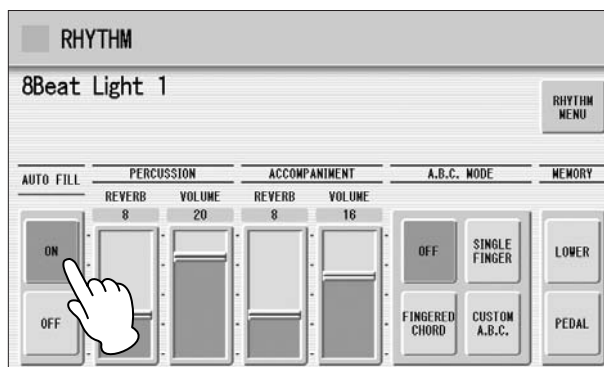 RHYTHM
8Beat Light 1
RHYTHM
MENU
AUTO FILL PERCUSSION ACCOMPANIMENT A.B.C. MODE MEMORY
REVERB VOLUME REVERB VOLUME
8 20 8 16
ON OFF SINGLE
FINGER LOWER
OFF FINGERED
CHORD CUSTOM
A.B.C. PEDAL